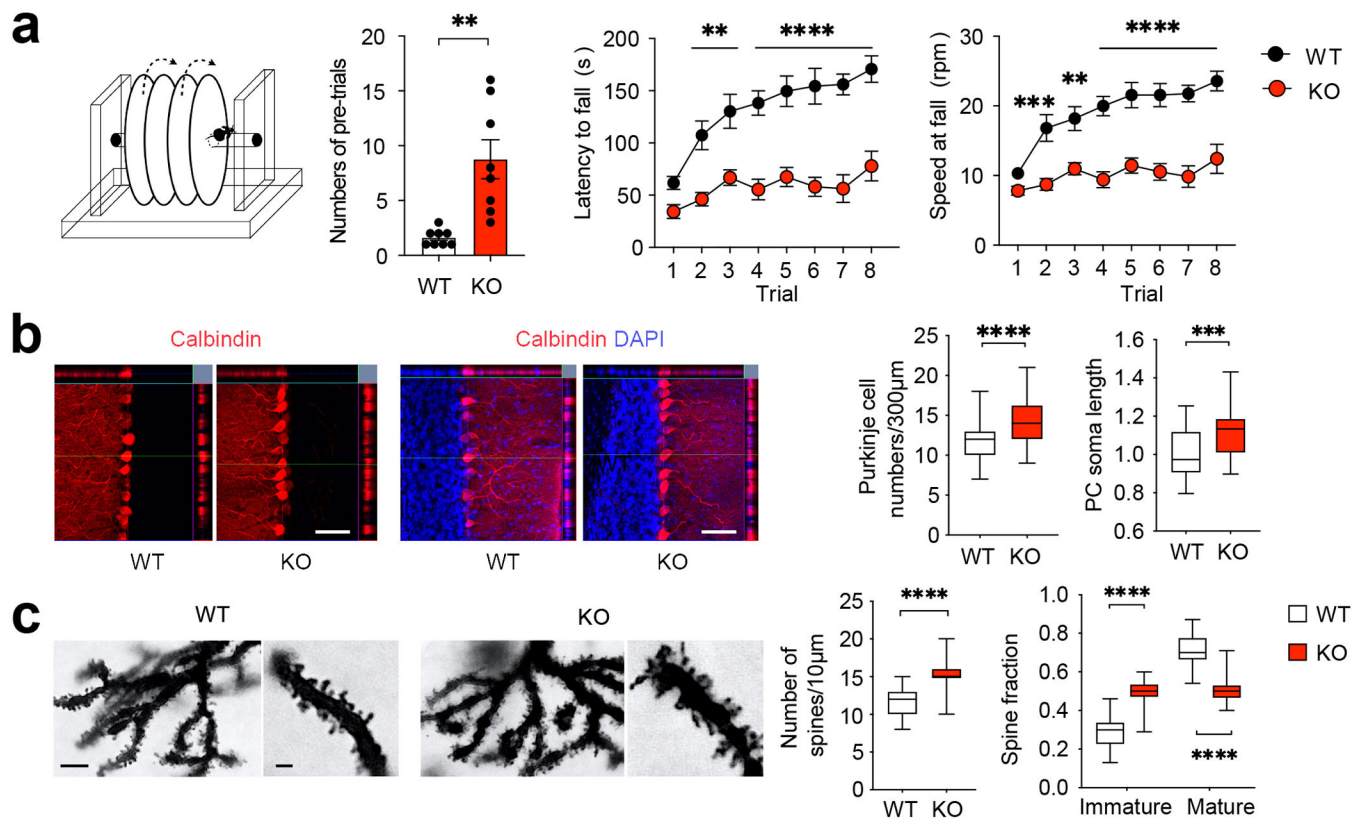 a
**
20
15
10
5
0
Numbers of pre-trials
WT
KO
** ****
200
150
100
50
0
Latency to fall (s)
1 2 3 4 5 6 7 8
Trial
****
**
***
30
20
10
0
Speed at fall (rpm)
1 2 3 4 5 6 7 8
Trial
WT
KO
b
Calbindin
Calbindin DAPI
WT
KO
WT
KO
****
25
20
15
10
5
0
Purkinje cell
numbers/300µm
WT KO
***
1.6
1.4
1.2
1.0
0.8
0.6
PC soma length
WT KO
c
WT
KO
****
25
20
15
10
5
0
Number of
spines/10µm
WT KO
****
1.0
0.8
0.6
0.4
0.2
0.0
Spine fraction
****
Immature Mature
WT
KO